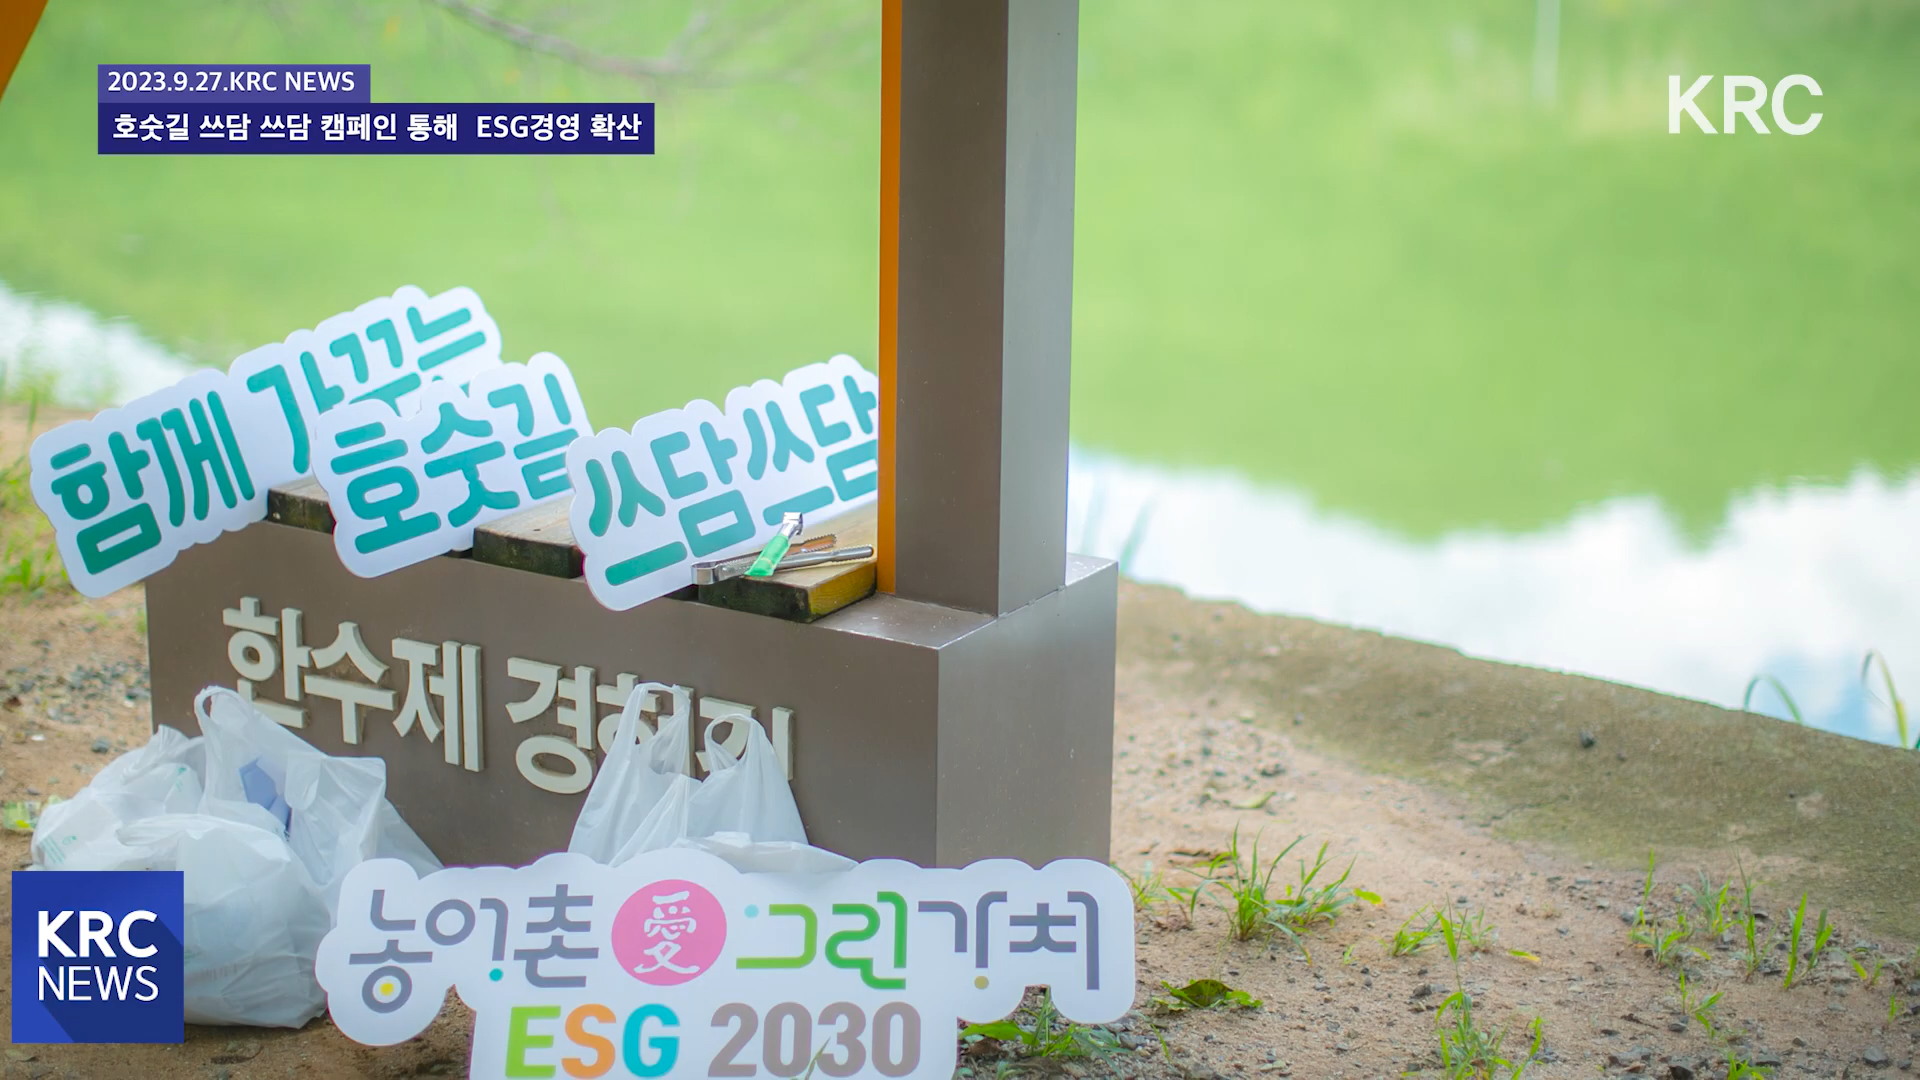 2023.9.27.KRC NEWS
호숫길 쓰담 쓰담 캠페인 통해 ESG경영 확산
KRC
함께 가꾸는
호숫길
쓰담쓰담
한수제
농어촌 愛 그린가치
ESG 2030
KRC
NEWS